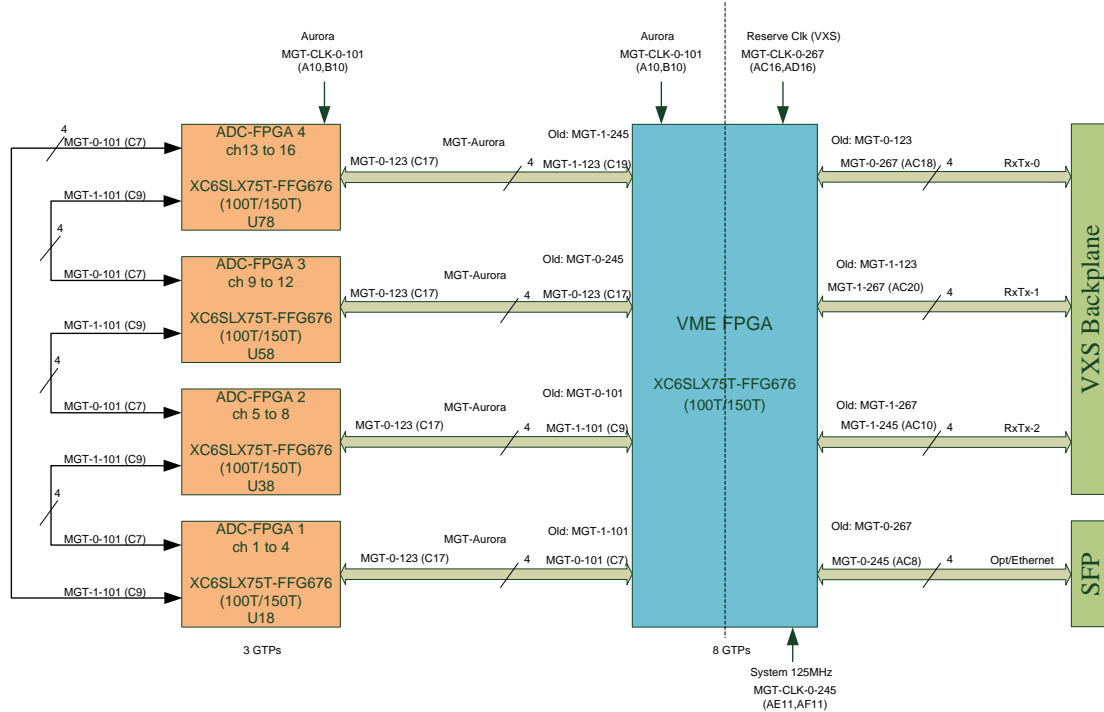 Aurora
MGT-CLK-0-101
(A10,B10)
Aurora
MGT-CLK-0-101
(A10,B10)
Reserve Clk (VXS)
MGT-CLK-0-267
(AC16,AD16)
4
MGT-0-101 (C7)
MGT-1-101 (C9)
4
MGT-0-101 (C7)
MGT-1-101 (C9)
4
MGT-0-101 (C7)
MGT-1-101 (C9)
4
MGT-0-101 (C7)
MGT-1-101 (C9)
ADC-FPGA 4
ch13 to 16
XC6SLX75T-FFG676
(100T/150T)
U78
ADC-FPGA 3
ch 9 to 12
XC6SLX75T-FFG676
(100T/150T)
U58
ADC-FPGA 2
ch 5 to 8
XC6SLX75T-FFG676
(100T/150T)
U38
ADC-FPGA 1
ch 1 to 4
XC6SLX75T-FFG676
(100T/150T)
U18
3 GTPs
MGT-Aurora
Old: MGT-1-245
MGT-0-123 (C17)
4
MGT-1-123 (C19)
MGT-Aurora
Old: MGT-0-245
MGT-0-123 (C17)
4
MGT-0-123 (C17)
MGT-Aurora
Old: MGT-0-101
MGT-0-123 (C17)
4
MGT-1-101 (C9)
MGT-Aurora
Old: MGT-1-101
MGT-0-123 (C17)
4
MGT-0-101 (C7)
VME FPGA
XC6SLX75T-FFG676
(100T/150T)
8 GTPs
Old: MGT-0-123
MGT-0-267 (AC18)
4
RxTx-0
Old: MGT-1-123
MGT-1-267 (AC20)
4
RxTx-1
Old: MGT-1-267
MGT-1-245 (AC10)
4
RxTx-2
Old: MGT-0-267
MGT-0-245 (AC8)
4
Opt/Ethernet
VXS Backplane
SFP
System 125MHz
MGT-CLK-0-245
(AE11,AF11)